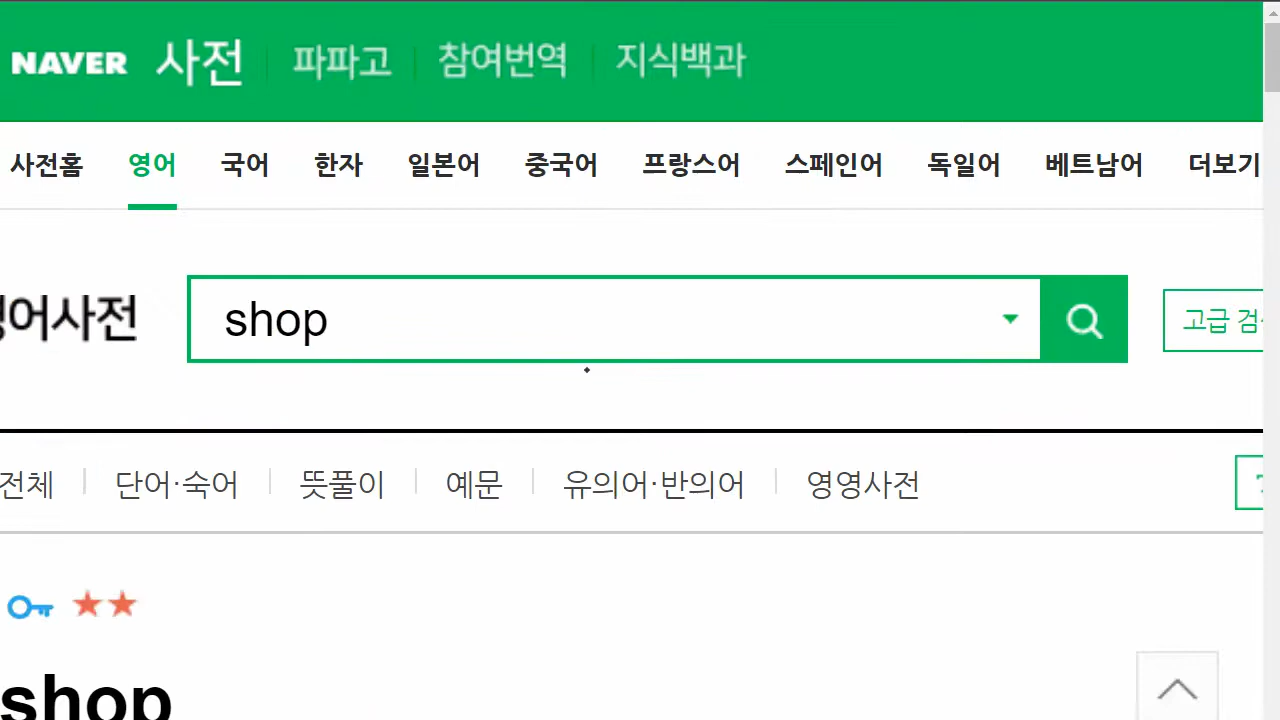 NAVER 사전 파파고 참여번역 지식백과
사전홈 영어 국어 한자 일본어 중국어 프랑스어 스페인어 독일어 베트남어 더보기
어사전 shop 고급
전체 단어·숙어 뜻풀이 예문 유의어·반의어 영영사전
shop